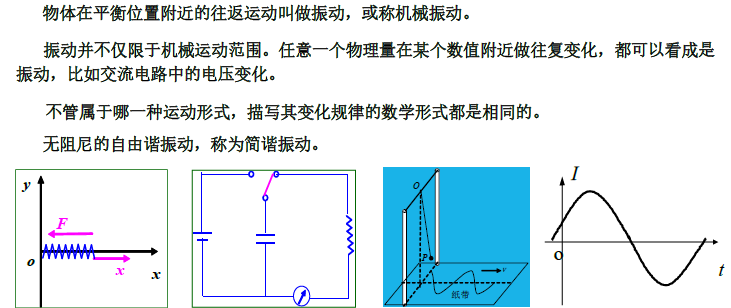 物体在平衡位置附近的往返运动叫做振动，或称机械振动。
振动并不仅限于机械运动范围。任意一个物理量在某个数值附近做往复变化，都可以看成是
振动，比如交流电路中的电压变化。
不管属于哪一种运动形式，描写其变化规律的数学形式都是相同的。
无阻尼的自由谐振动，称为简谐振动。
y
F
o
x
x
O
P
v
纸带
I
O
t